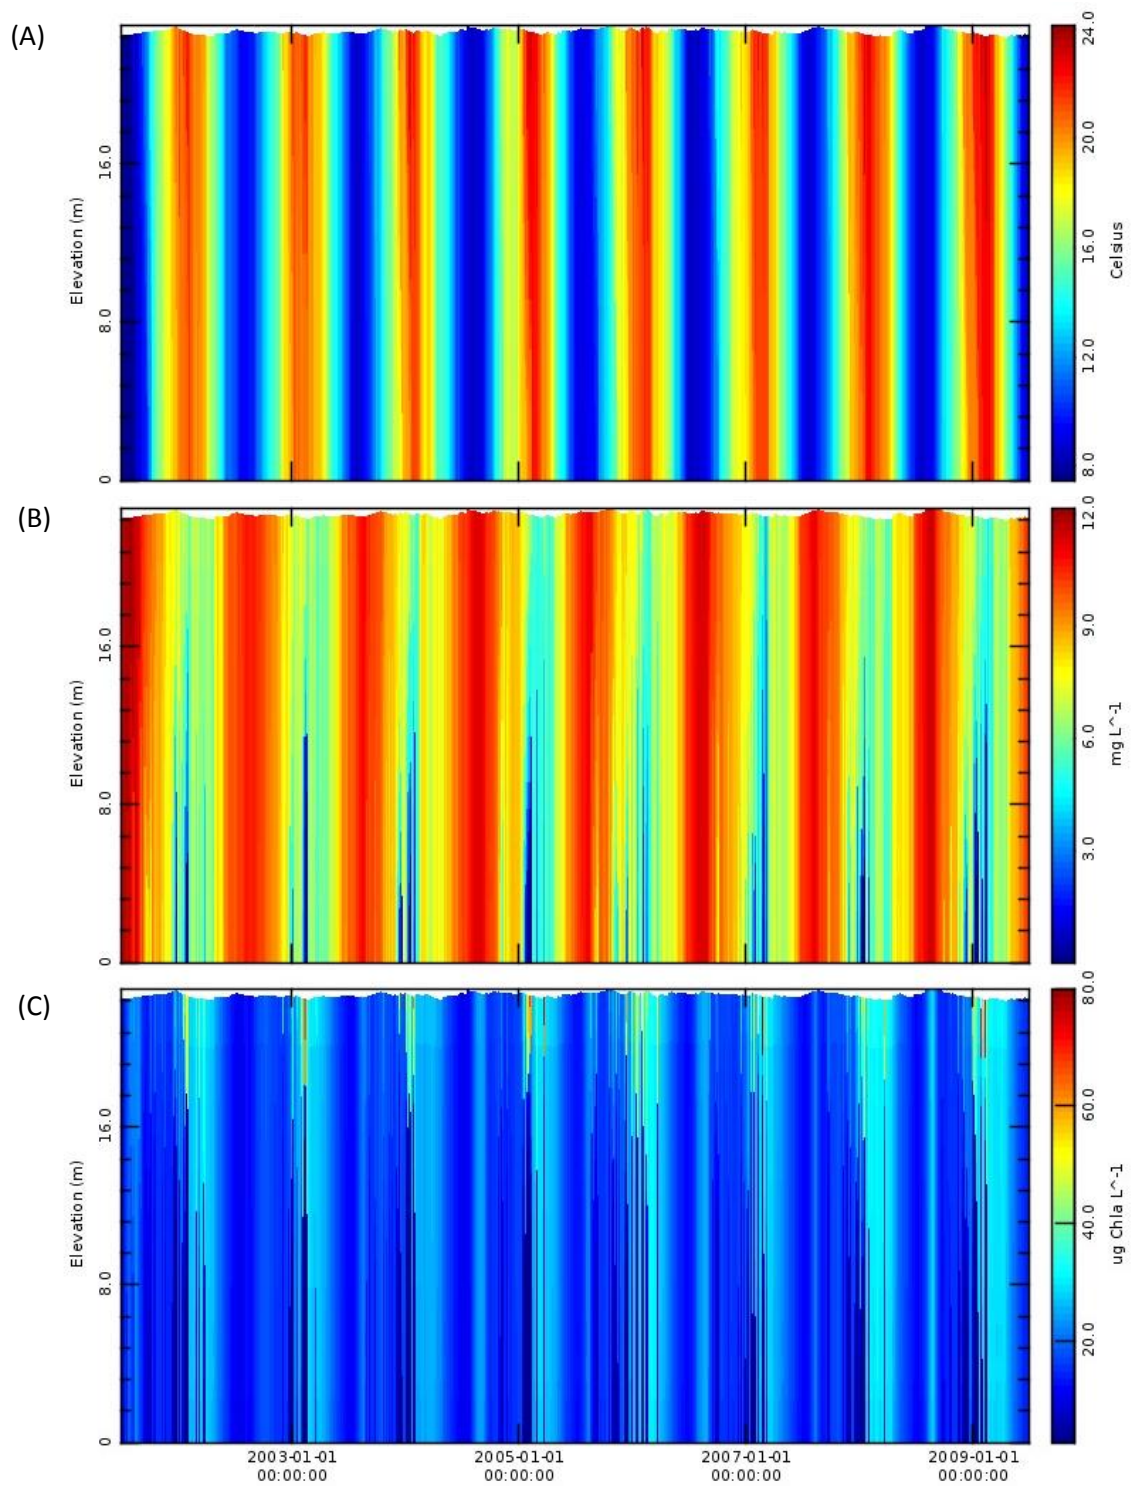 (A)
24.0
20.0
16.0
12.0
8.0
Celsius
16.0
8.0
0
Elevation (m)
(B)
12.0
9.0
6.0
3.0
mg L^-1
16.0
8.0
0
Elevation (m)
(C)
80.0
60.0
40.0
20.0
ug Chla L^-1
16.0
8.0
0
Elevation (m)
2003-01-01 2005-01-01 2007-01-01 2009-01-01
00:00:00 00:00:00 00:00:00 00:00:00